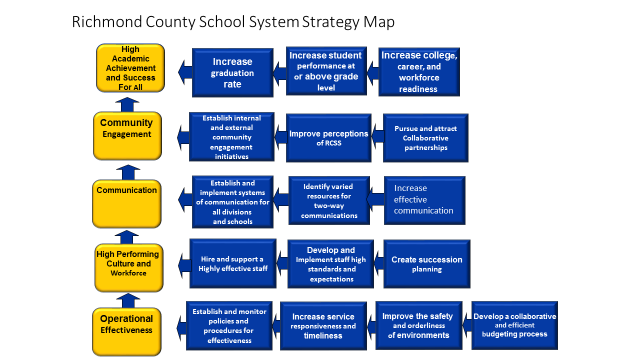 Richmond County School System Strategy Map
High
Academic
Achievement
and Success
For All
Increase
graduation
rate
Increase student
performance at
or above grade
level
Increase college,
career, and
workforce
readiness
Community
Engagement
Establish internal
and external
community
engagement
initiatives
Improve perceptions
of RCSS
Pursue and attract
Collaborative
partnerships
Communication
Establish and
implement systems
of communication for
all divisions
and schools
Identify varied
resources for
two-way
communications
Increase
effective
communication
High Performing
Culture and
Workforce
Hire and support a
Highly effective staff
Develop and
Implement staff high
standards and
expectations
Create succession
planning
Operational
Effectiveness
Establish and monitor
policies and
procedures for
effectiveness
Increase service
responsiveness and
timeliness
Improve the safety
and orderliness
of environments
Develop a collaborative
and efficient
budgeting process